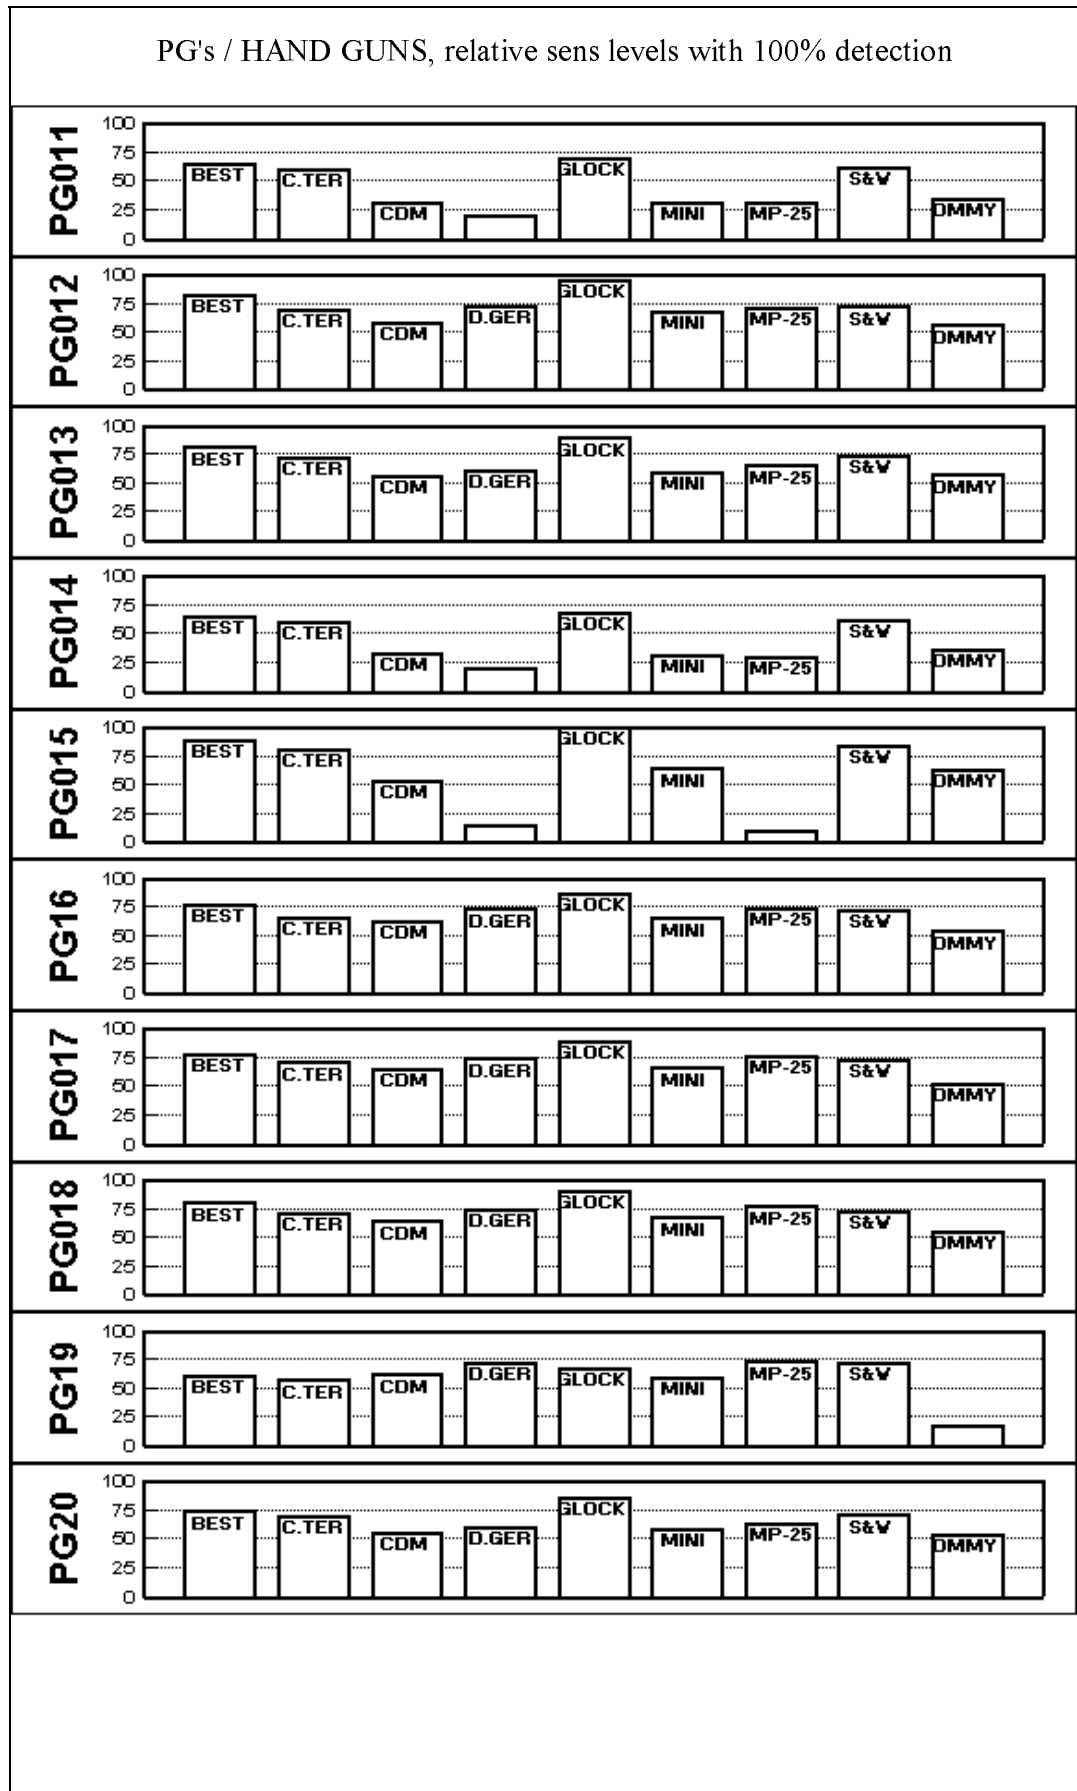 PG's / HAND GUNS, relative sens levels with 100% detection
PG011
100
75
50
25
0
BEST
C.TER
CDM
GLOCK
MINI
MP-25
S&W
DMMY
PG012
100
75
50
25
0
BEST
C.TER
CDM
D.GER
GLOCK
MINI
MP-25
S&W
DMMY
PG013
100
75
50
25
0
BEST
C.TER
CDM
D.GER
GLOCK
MINI
MP-25
S&W
DMMY
PG014
100
75
50
25
0
BEST
C.TER
CDM
GLOCK
MINI
MP-25
S&W
DMMY
PG015
100
75
50
25
0
BEST
C.TER
CDM
GLOCK
MINI
S&W
DMMY
PG16
100
75
50
25
0
BEST
C.TER
CDM
D.GER
GLOCK
MINI
MP-25
S&W
DMMY
PG017
100
75
50
25
0
BEST
C.TER
CDM
D.GER
GLOCK
MINI
MP-25
S&W
DMMY
PG018
100
75
50
25
0
BEST
C.TER
CDM
D.GER
GLOCK
MINI
MP-25
S&W
DMMY
PG19
100
75
50
25
0
BEST
C.TER
CDM
D.GER
GLOCK
MINI
MP-25
S&W
PG20
100
75
50
25
0
BEST
C.TER
CDM
D.GER
GLOCK
MINI
MP-25
S&W
DMMY